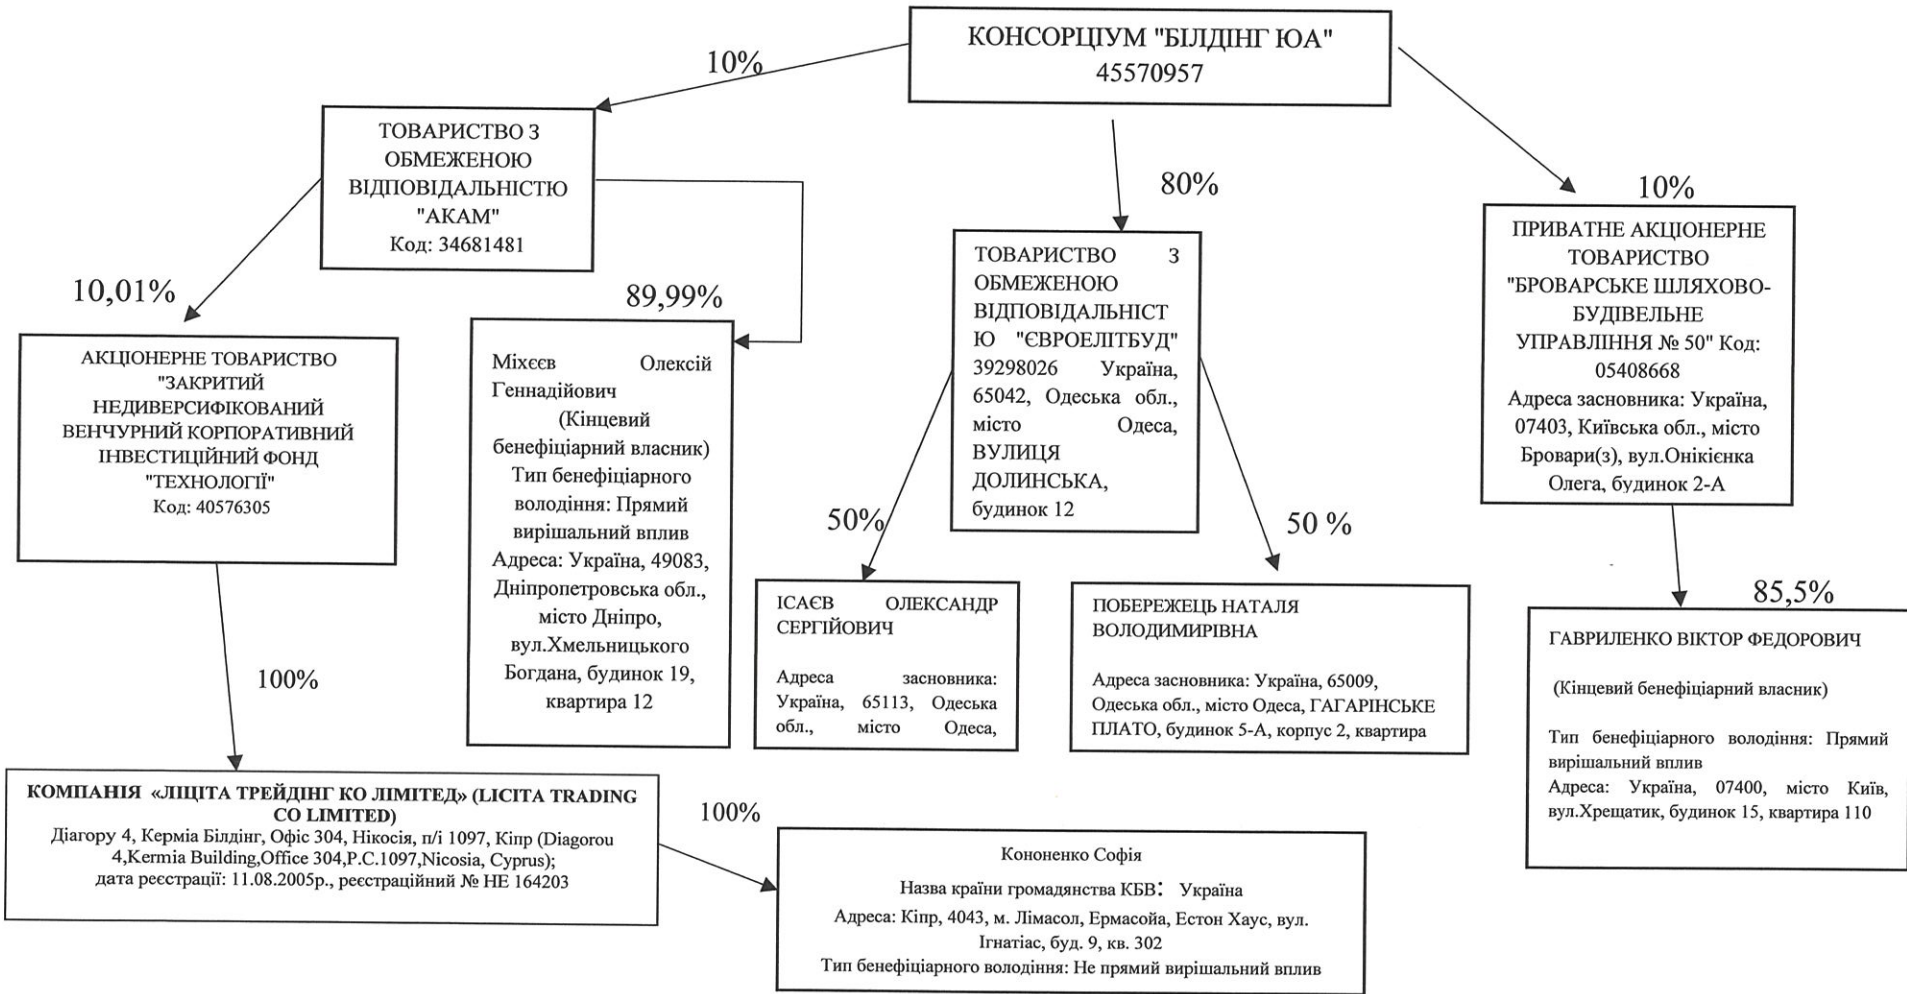 КОНСОРЦІУМ "БІЛДІНГ ЮА"
45570957
10%
80%
10%
ТОВАРИСТВО З
ОБМЕЖЕНОЮ
ВІДПОВІДАЛЬНІСТЮ
"АКАМ"
Код: 34681481
10,01%
89,99%
АКЦІОНЕРНЕ ТОВАРИСТВО
"ЗАКРИТИЙ
НЕДИВЕРСИФІКОВАНИЙ
ВЕНЧУРНИЙ КОРПОРАТИВНИЙ
ІНВЕСТИЦІЙНИЙ ФОНД
"ТЕХНОЛОГІЇ"
Код: 40576305
Міхєєв Олексій
Геннадійович
(Кінцевий
бенефіціарний власник)
Тип бенефіціарного
володіння: Прямий
вирішальний вплив
Адреса: Україна, 49083,
Дніпропетровська обл.,
місто Дніпро,
вул.Хмельницького
Богдана, будинок 19,
квартира 12
ТОВАРИСТВО З
ОБМЕЖЕНОЮ
ВІДПОВІДАЛЬНІСТ
Ю "ЄВРОЕЛІТБУД"
39298026 Україна,
65042, Одеська обл.,
місто Одеса,
ВУЛИЦЯ
ДОЛИНСЬКА,
будинок 12
ПРИВАТНЕ АКЦІОНЕРНЕ
ТОВАРИСТВО
"БРОВАРСЬКЕ ШЛЯХОВО-
БУДІВЕЛЬНЕ
УПРАВЛІННЯ № 50" Код:
05408668
Адреса засновника: Україна,
07403, Київська обл., місто
Бровари(з), вул.Онікієнка
Олега, будинок 2-А
50%
50 %
85,5%
ІСАЄВ ОЛЕКСАНДР
СЕРГІЙОВИЧ
Адреса засновника:
Україна, 65113, Одеська
обл., місто Одеса,
ПОБЕРЕЖЕЦЬ НАТАЛЯ
ВОЛОДИМИРІВНА
Адреса засновника: Україна, 65009,
Одеська обл., місто Одеса, ГАГАРІНСЬКЕ
ПЛАТО, будинок 5-А, корпус 2, квартира
ГАВРИЛЕНКО ВІКТОР ФЕДОРОВИЧ
(Кінцевий бенефіціарний власник)
Тип бенефіціарного володіння: Прямий
вирішальний вплив
Адреса: Україна, 07400, місто Київ,
вул.Хрещатик, будинок 15, квартира 110
100%
КОМПАНІЯ «ЛІЦІТА ТРЕЙДІНГ КО ЛІМІТЕД» (LICITA TRADING
CO LIMITED)
Діагору 4, Керміа Білдінг, Офіс 304, Нікосія, п/і 1097, Кіпр (Diagorou
4,Kermia Building,Office 304,P.C.1097,Nicosia, Cyprus);
дата реєстрації: 11.08.2005р., реєстраційний № HE 164203
100%
Кононенко Софія
Назва країни громадянства КБВ: Україна
Адреса: Кіпр, 4043, м. Лімасол, Ермасойа, Естон Хаус, вул.
Ігнатіас, буд. 9, кв. 302
Тип бенефіціарного володіння: Не прямий вирішальний вплив